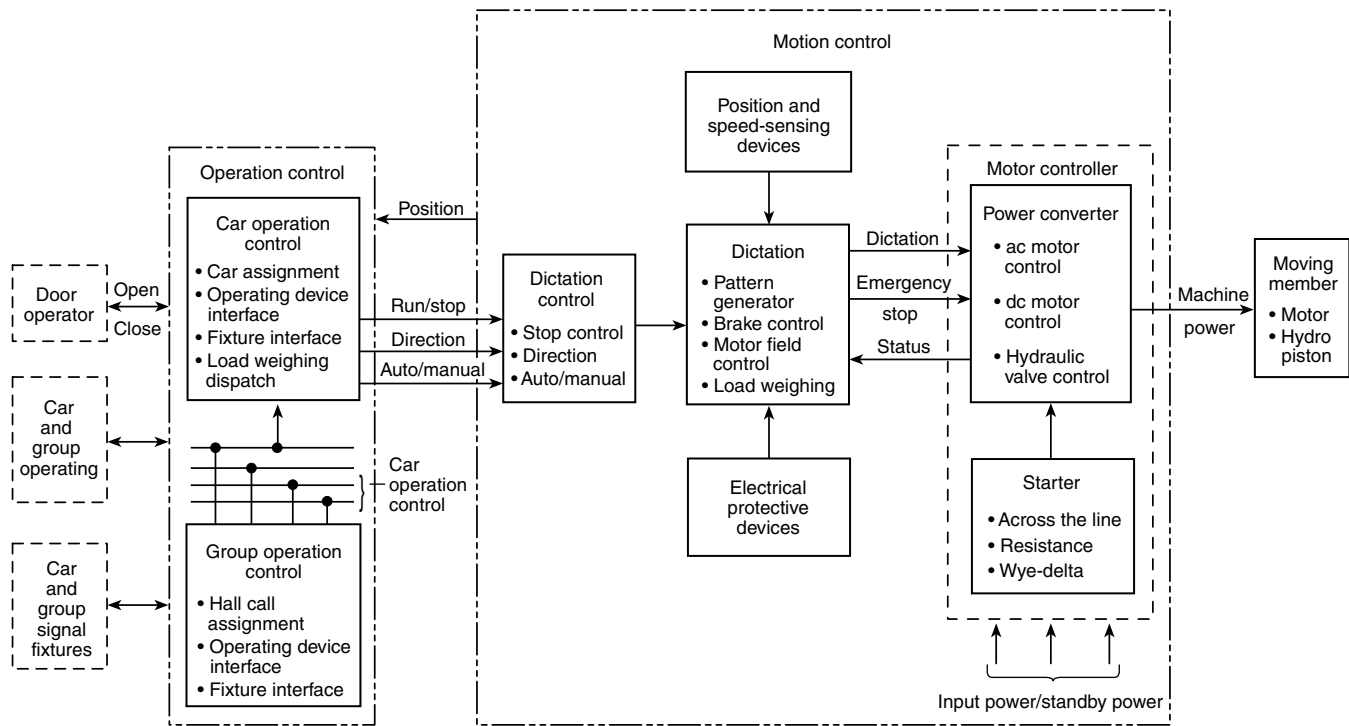 Motion control
Position and
speed-sensing
devices
Operation control
Motor controller
Car operation
control
• Car assignment
• Operating device
interface
• Fixture interface
• Load weighing
dispatch
Position
Door
operator
Open
Close
Run/stop
Direction
Auto/manual
Dictation
control
• Stop control
• Direction
• Auto/manual
Dictation
• Pattern
generator
• Brake control
• Motor field
control
• Load weighing
Dictation
Emergency
stop
Status
Power converter
• ac motor
control
• dc motor
control
• Hydraulic
valve control
Machine
power
Moving
member
• Motor
• Hydro
piston
Car
and
group
operating
Car
operation
control
Electrical
protective
devices
Starter
• Across the line
• Resistance
• Wye-delta
Car
and
group
signal
fixtures
Group operation
control
• Hall call
assignment
• Operating device
interface
• Fixture interface
Input power/standby power